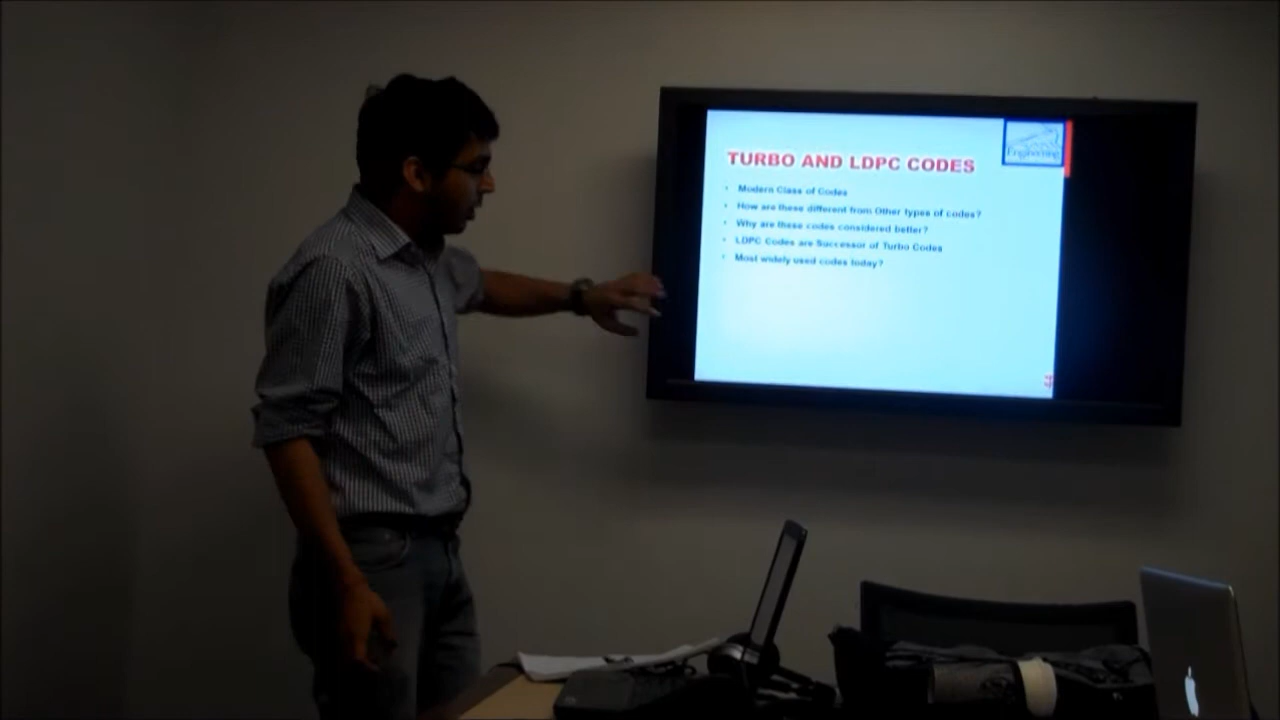 Engineering
TURBO AND LDPC CODES
Modern Class of Codes
How are these different from Other types of codes?
Why are these codes considered better?
LDPC Codes are Successor of Turbo Codes
Most widely used codes today?